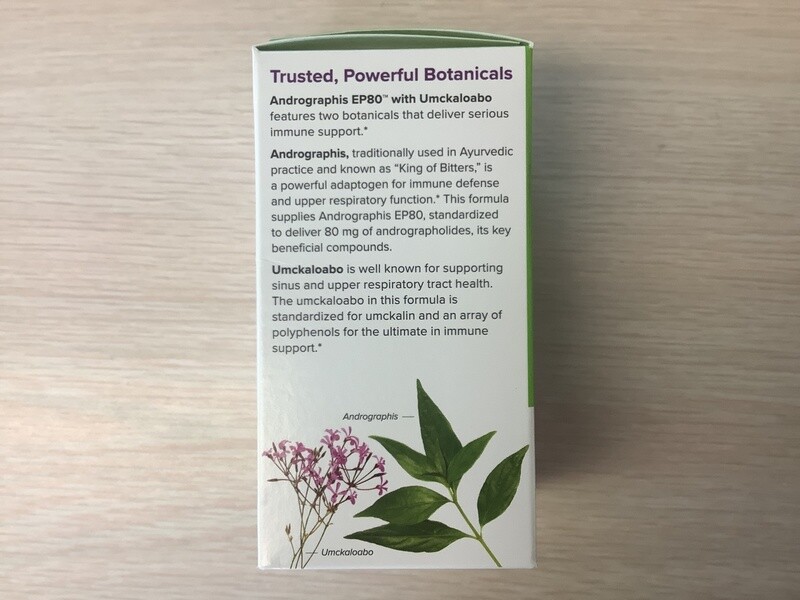 Trusted, Powerful Botanicals
Andrographis EP80™ with Umckaloabo
features two botanicals that deliver serious
immune support.*
Andrographis, traditionally used in Ayurvedic
practice and known as “King of Bitters,” is
a powerful adaptogen for immune defense
and upper respiratory function.* This formula
supplies Andrographis EP80, standardized
to deliver 80 mg of andrographolides, its key
beneficial compounds.
Umckaloabo is well known for supporting
sinus and upper respiratory tract health.
The umckaloabo in this formula is
standardized for umckalin and an array of
polyphenols for the ultimate in immune
support.*
Andrographis
Umckaloabo